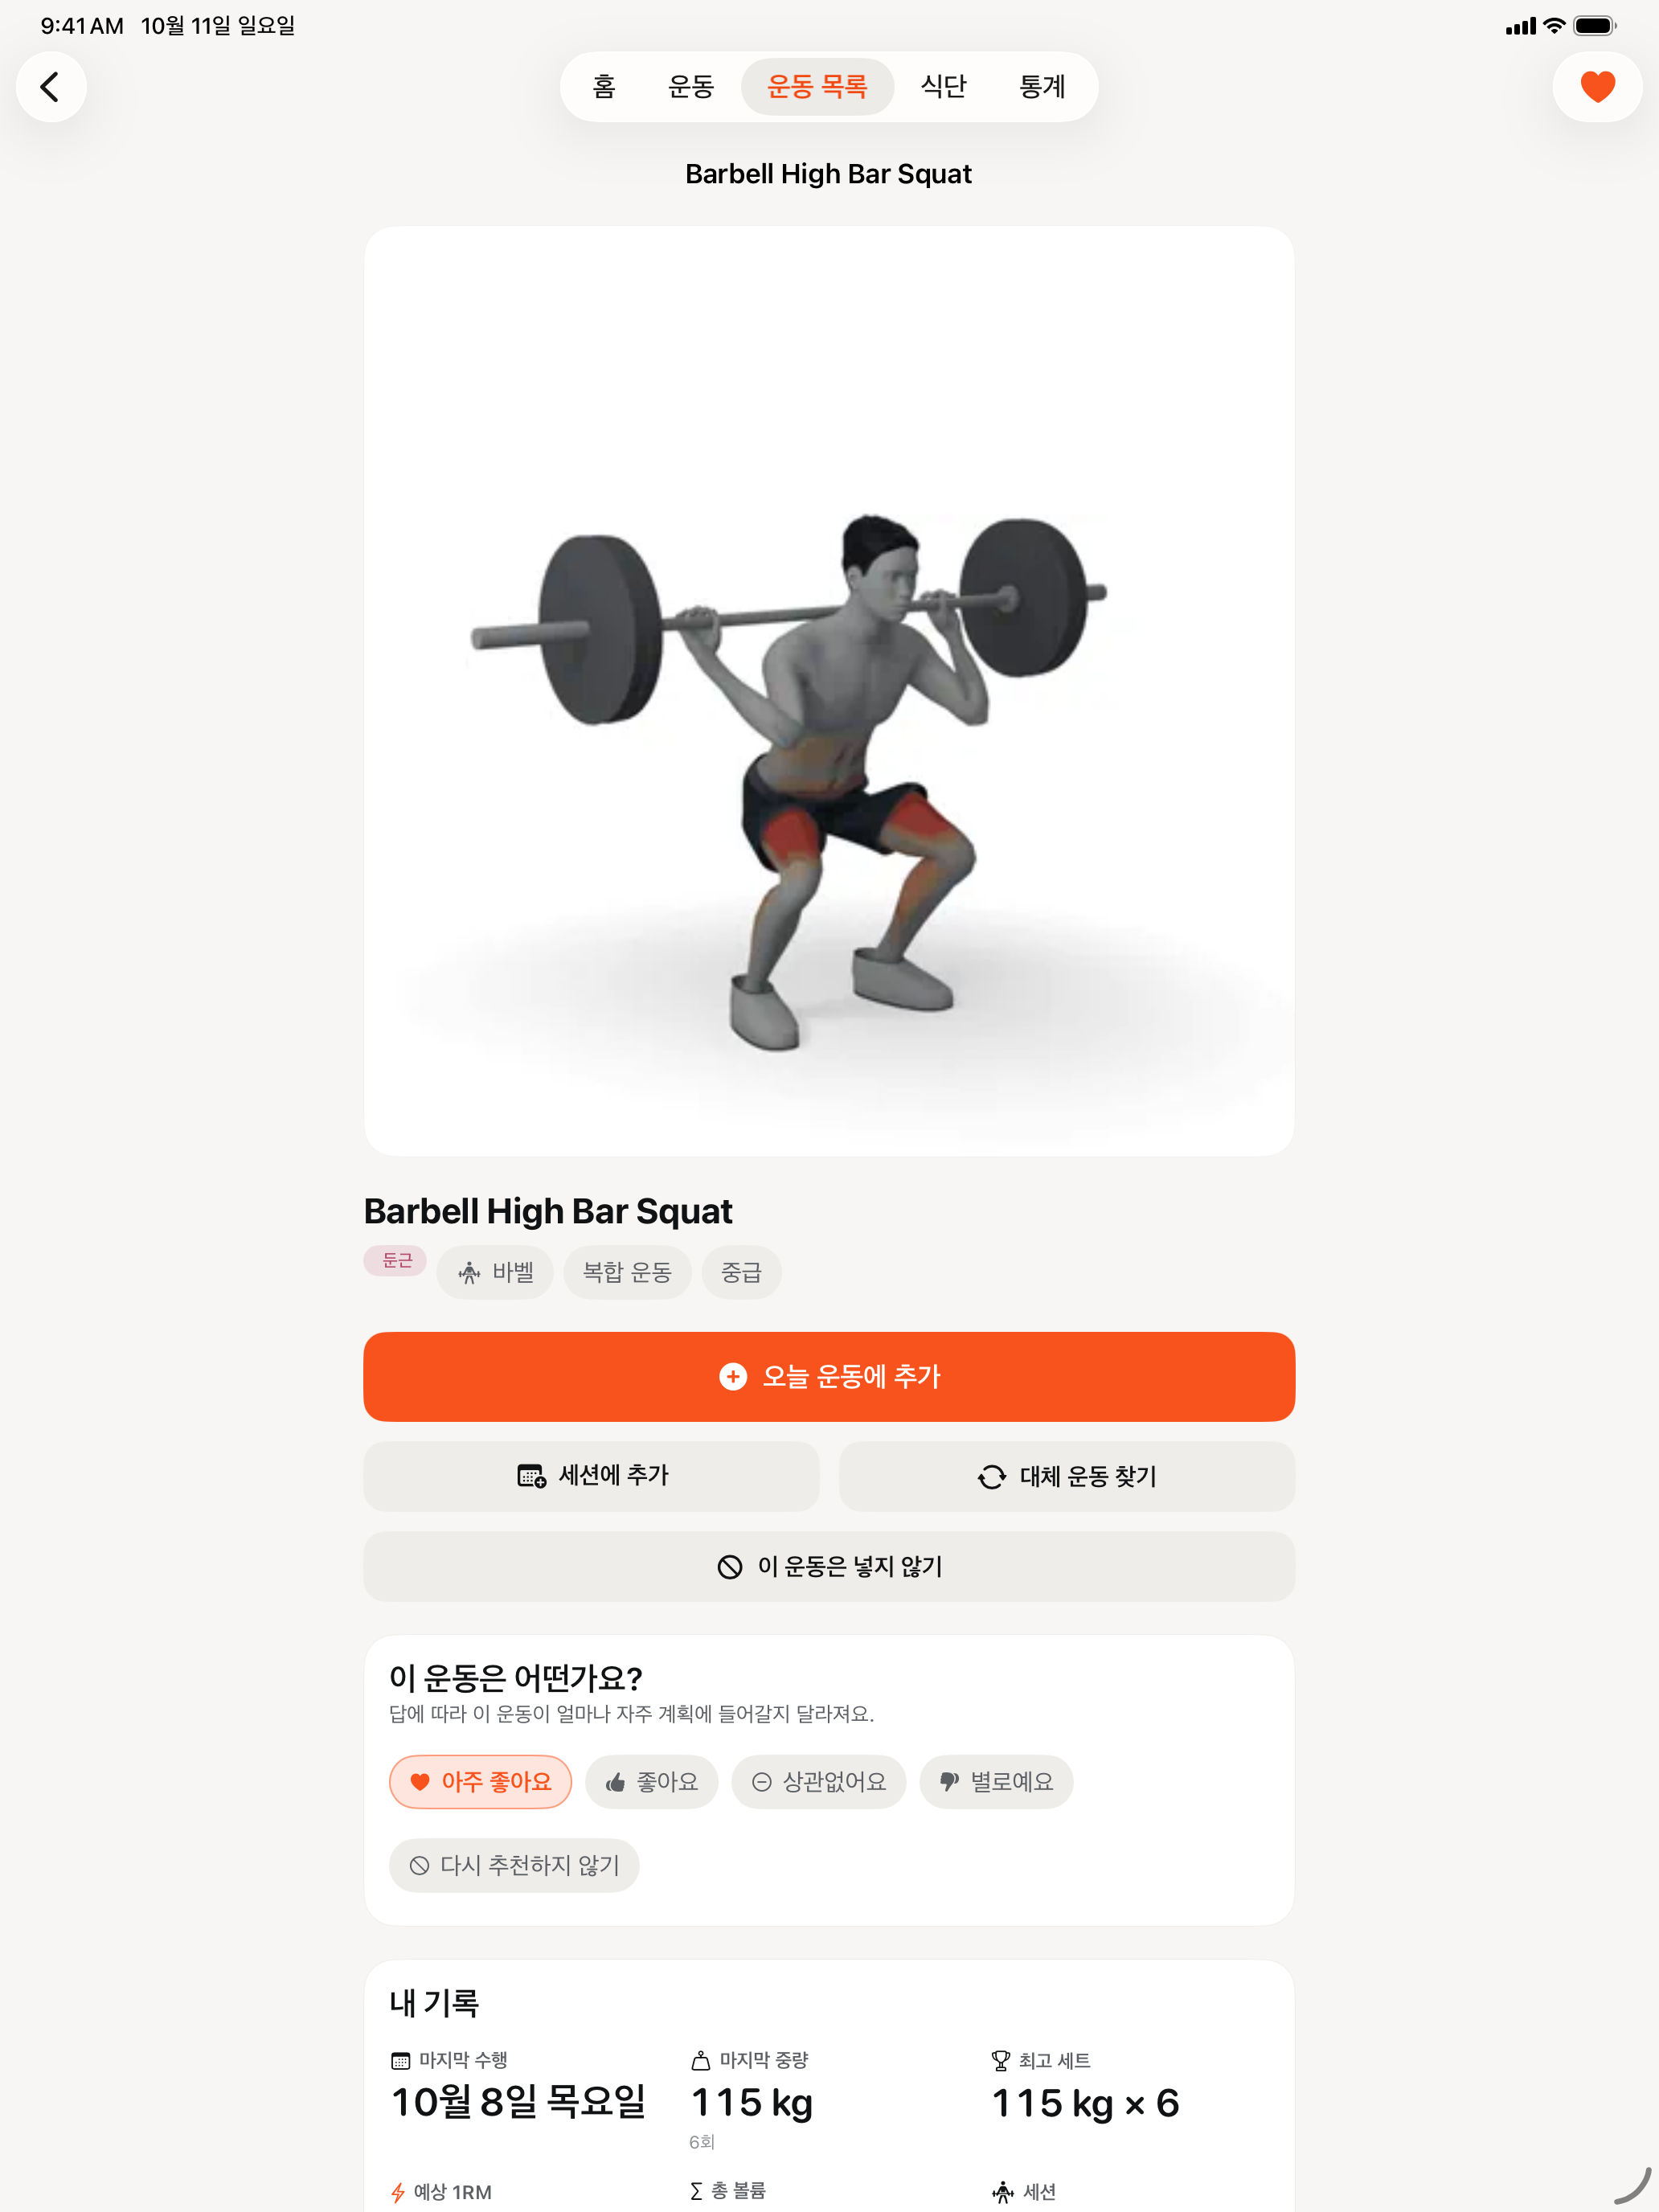 9:41 AM 10월 11일 일요일
홈 운동 운동 목록 식단 통계
Barbell High Bar Squat
Barbell High Bar Squat
둔근 바벨 복합 운동 중급
오늘 운동에 추가
세션에 추가 대체 운동 찾기
이 운동은 넣지 않기
이 운동은 어떤가요?
답에 따라 이 운동이 얼마나 자주 계획에 들어갈지 달라져요.
아주 좋아요 좋아요 상관없어요 별로예요
다시 추천하지 않기
내 기록
마지막 수행 마지막 중량 최고 세트
10월 8일 목요일 115 kg 115 kg × 6
6회
예상 1RM 총 볼륨 세션